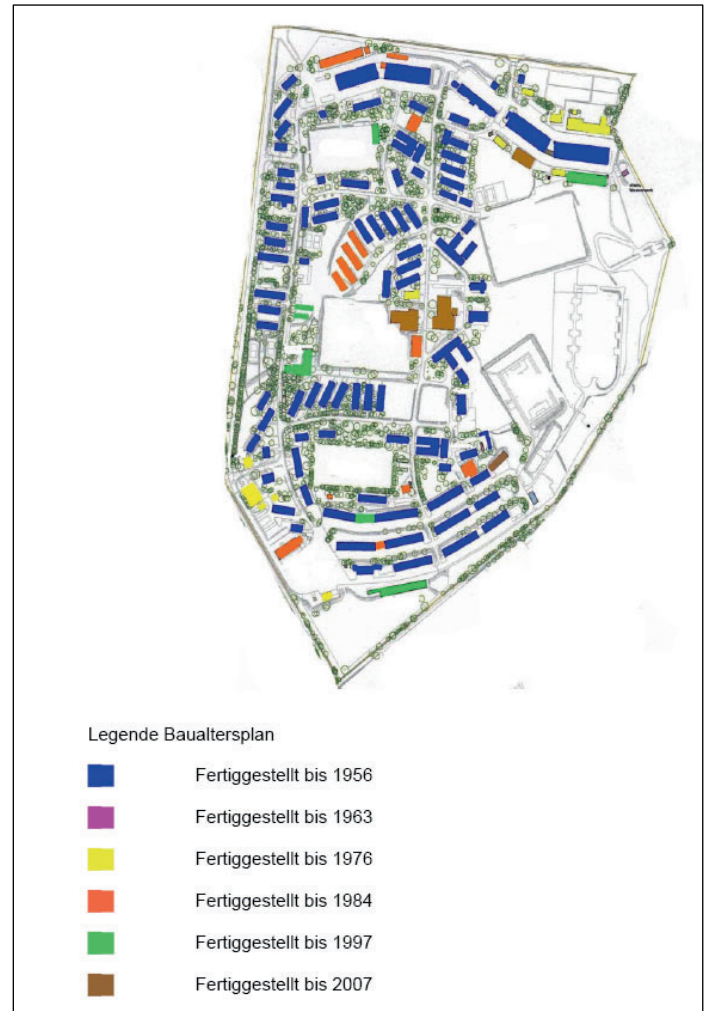 Legende Baualtersplan
Fertiggestellt bis 1956
Fertiggestellt bis 1963
Fertiggestellt bis 1976
Fertiggestellt bis 1984
Fertiggestellt bis 1997
Fertiggestellt bis 2007